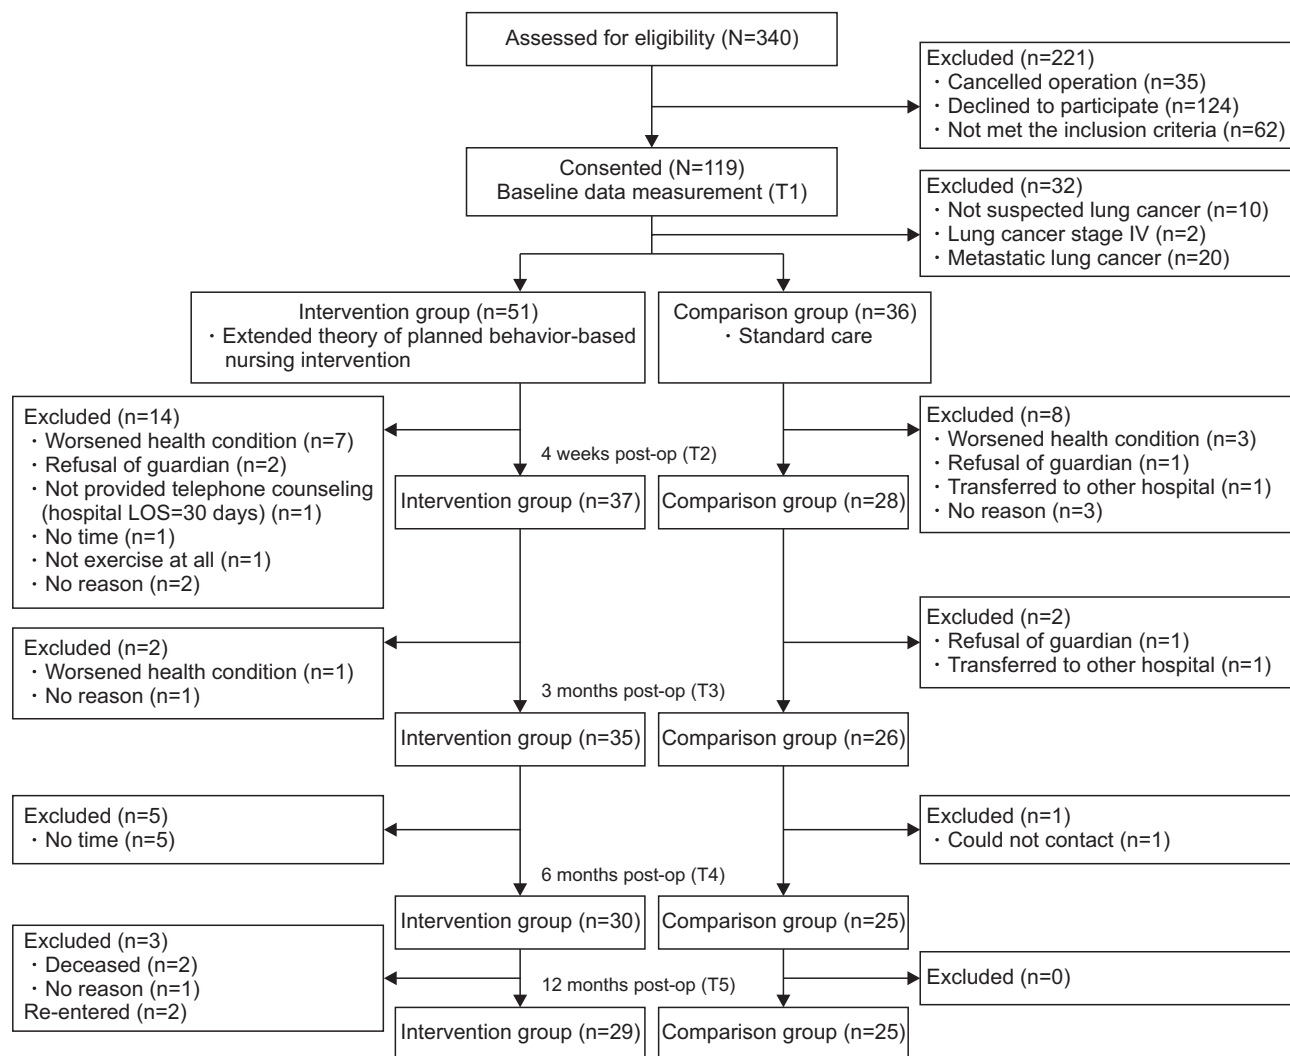 Assessed for eligibility (N=340)
Excluded (n=221)
· Cancelled operation (n=35)
· Declined to participate (n=124)
· Not met the inclusion criteria (n=62)
Consented (N=119)
Baseline data measurement (T1)
Excluded (n=32)
· Not suspected lung cancer (n=10)
· Lung cancer stage IV (n=2)
· Metastatic lung cancer (n=20)
Intervention group (n=51)
· Extended theory of planned behavior-based
nursing intervention
Comparison group (n=36)
· Standard care
Excluded (n=14)
· Worsened health condition (n=7)
· Refusal of guardian (n=2)
· Not provided telephone counseling
(hospital LOS=30 days) (n=1)
· No time (n=1)
· Not exercise at all (n=1)
· No reason (n=2)
Excluded (n=8)
· Worsened health condition (n=3)
· Refusal of guardian (n=1)
· Transferred to other hospital (n=1)
· No reason (n=3)
4 weeks post-op (T2)
Intervention group (n=37)
Comparison group (n=28)
Excluded (n=2)
· Worsened health condition (n=1)
· No reason (n=1)
Excluded (n=2)
· Refusal of guardian (n=1)
· Transferred to other hospital (n=1)
3 months post-op (T3)
Intervention group (n=35)
Comparison group (n=26)
Excluded (n=5)
· No time (n=5)
Excluded (n=1)
· Could not contact (n=1)
6 months post-op (T4)
Intervention group (n=30)
Comparison group (n=25)
Excluded (n=3)
· Deceased (n=2)
· No reason (n=1)
Re-entered (n=2)
Excluded (n=0)
12 months post-op (T5)
Intervention group (n=29)
Comparison group (n=25)